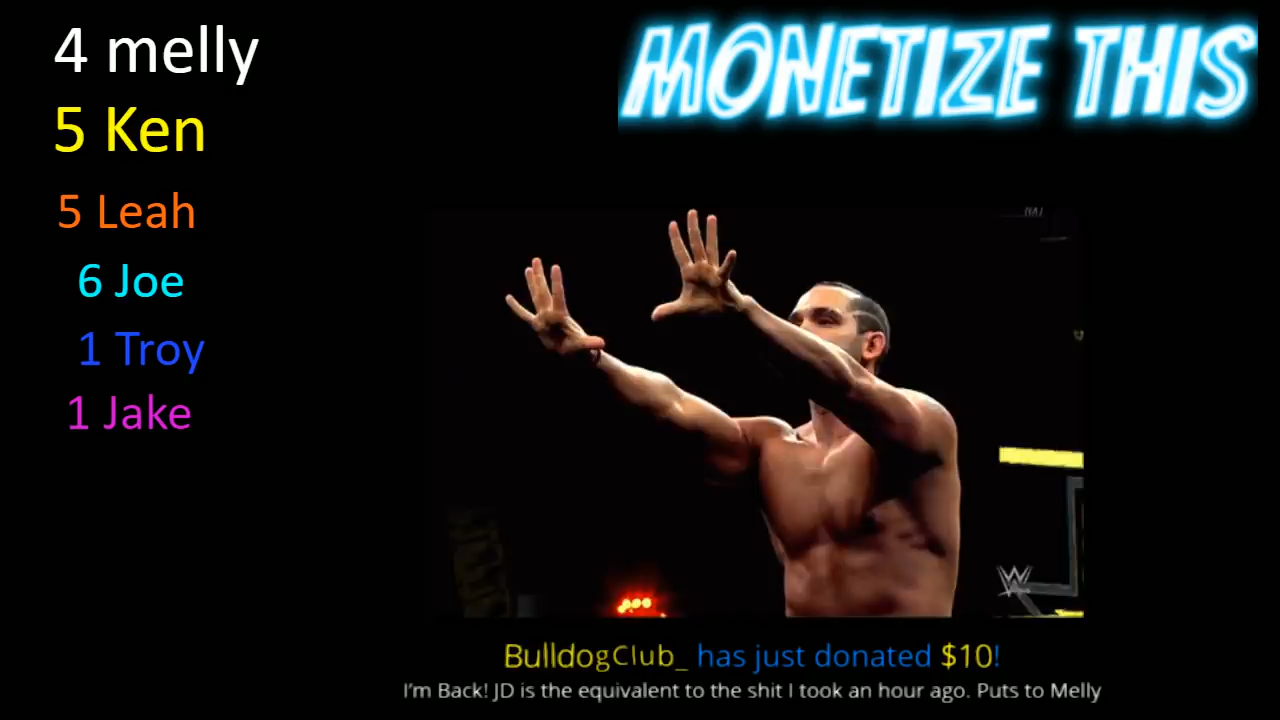 4 melly
MONETIZE THIS
5 Ken
5 Leah
6 Joe
1 Troy
1 Jake
W
BulldogClub_ has just donated $10!
I'm Back! JD is the equivalent to the shit I took an hour ago. Puts to Melly